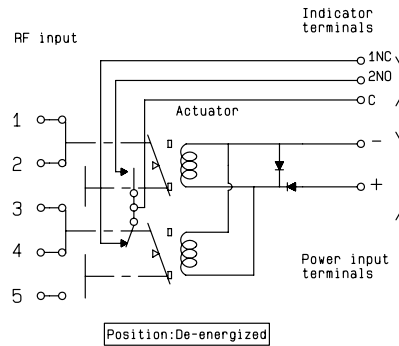 Indicator
terminals
RF input
1NC
2NO
C
Actuator
1
2
3
4
5
−
+
Power input
terminals
Position:De-energized